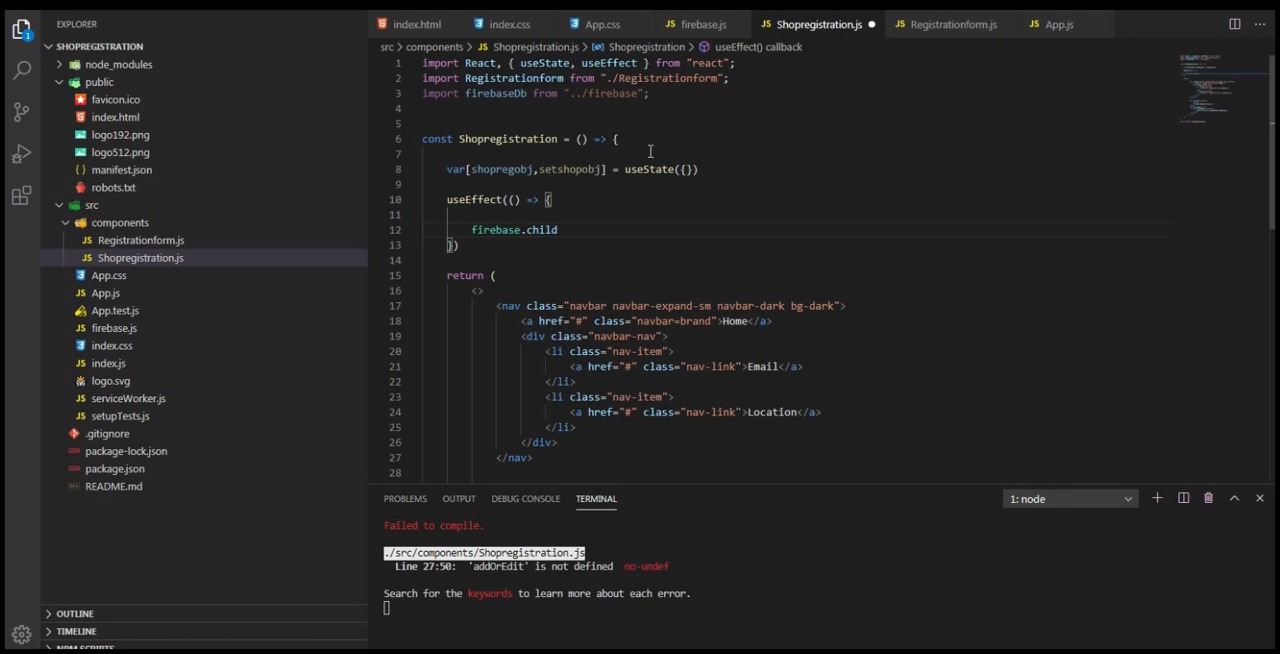 EXPLORER
index.html
index.css
App.css
firebase.js
Shopregistration.js
Registrationform.js
App.js
SHOPREGISTRATION
src > components > JS Shopregistration.js > Shopregistration > useEffect() callback
node_modules
public
favicon.ico
index.html
logo192.png
logo512.png
manifest.json
robots.txt
src
components
JS Registrationform.js
JS Shopregistration.js
App.css
JS App.js
App.test.js
JS firebase.js
index.css
JS index.js
logo.svg
JS serviceWorker.js
JS setupTests.js
.gitignore
package-lock.json
package.json
README.md
OUTLINE
TIMELINE
NPM SCRIPTS
1 import React, { useState, useEffect } from "react";
2 import Registrationform from "./Registrationform";
3 import firebaseDb from "../firebase";
4
5
6 const Shopregistration = () => {
7
8 var[shopregobj,setshopobj] = useState({})
9
10 useEffect(() => {
11
12 firebase.child
13 })
14
15 return (
16 <>
17 <nav class="navbar navbar-expand-sm navbar-dark bg-dark">
18 <a href="#" class="navbar=brand">Home</a>
19 <div class="navbar-nav">
20 <li class="nav-item">
21 <a href="#" class="nav-link">Email</a>
22 </li>
23 <li class="nav-item">
24 <a href="#" class="nav-link">Location</a>
25 </li>
26 </div>
27 </nav>
28
PROBLEMS OUTPUT DEBUG CONSOLE TERMINAL 1: node
Failed to compile.
./src/components/Shopregistration.js
Line 27:50: 'addOrEdit' is not defined no-undef
Search for the keywords to learn more about each error.